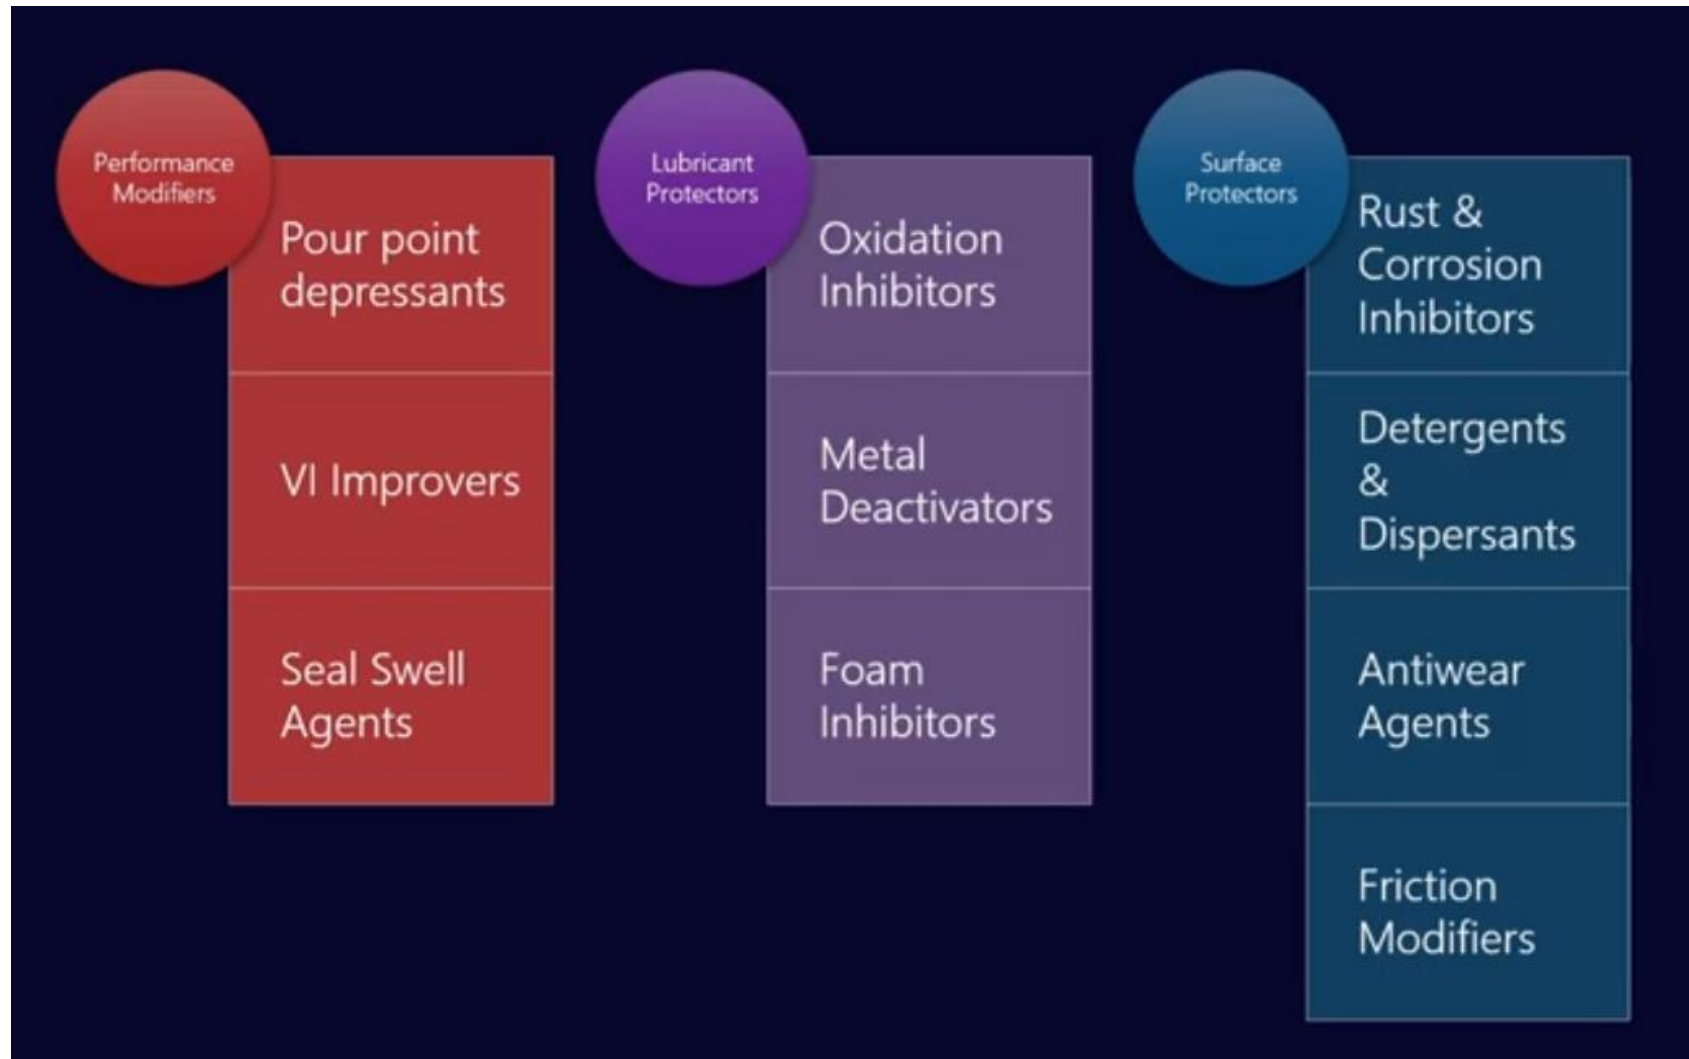 Performance
Modifiers
Pour point
depressants
VI Improvers
Seal Swell
Agents
Lubricant
Protectors
Oxidation
Inhibitors
Metal
Deactivators
Foam
Inhibitors
Surface
Protectors
Rust &
Corrosion
Inhibitors
Detergents
&
Dispersants
Antiwear
Agents
Friction
Modifiers